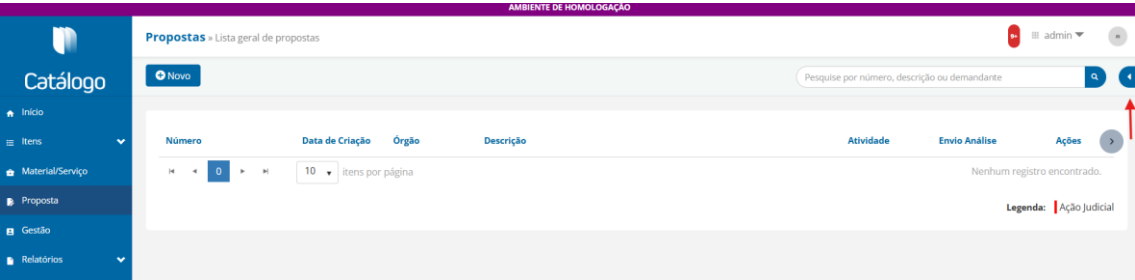 AMBIENTE DE HOMOLOGAÇÃO
Catálogo
Início
Itens
Material/Serviço
Proposta
Gestão
Relatórios
Propostas » Lista geral de propostas
9+
admin
Novo
Pesquise por número, descrição ou demandante
Número Data de Criação Órgão Descrição Atividade Envio Análise Ações
0 10 itens por página Nenhum registro encontrado.
Legenda: Ação Judicial